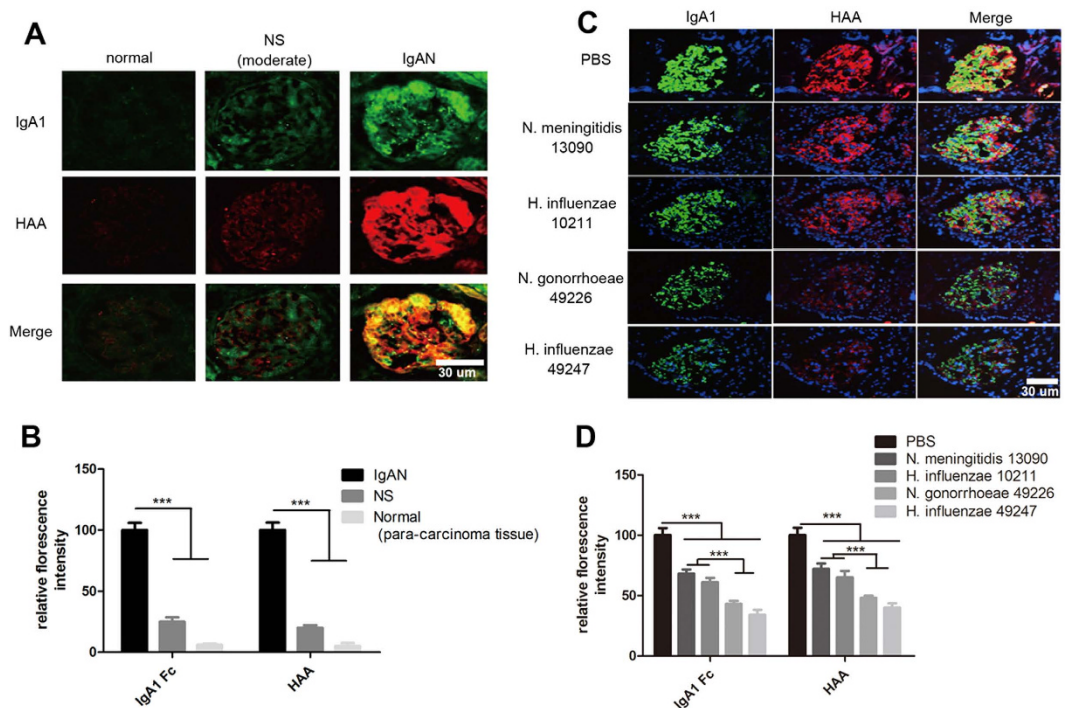 A
normal
NS
(moderate)
IgAN
IgA1
HAA
Merge
30 um
B
relative florescence
intensity
150
100
50
0
***
***
IgAN
NS
Normal
(para-carcinoma tissue)
IgA1 Fc
HAA
C
IgA1
HAA
Merge
PBS
N. meningitidis
13090
H. influenzae
10211
N. gonorrhoeae
49226
H. influenzae
49247
30 um
D
PBS
N. meningitidis 13090
H. influenzae 10211
N. gonorrhoeae 49226
H. influenzae 49247
relative florescence
intensity
150
100
50
0
***
***
***
***
IgA1 Fc
HAA